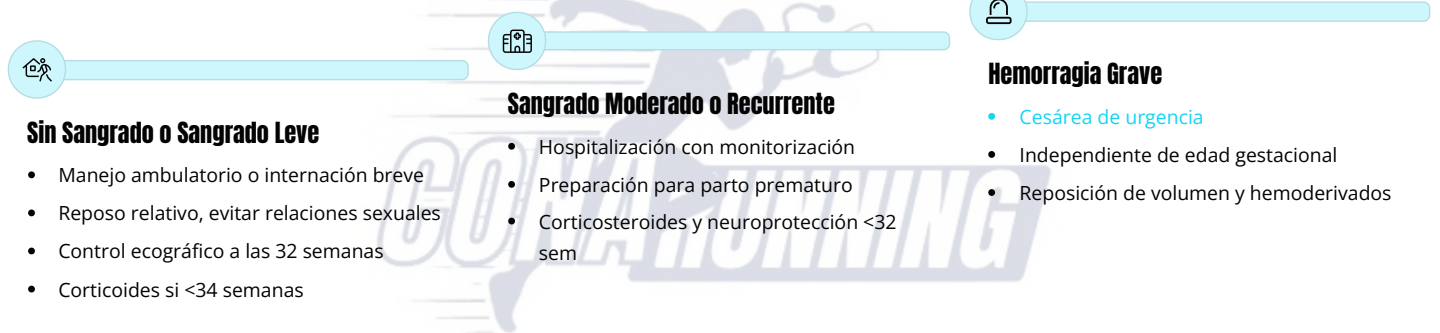 Sin Sangrado o Sangrado Leve
Manejo ambulatorio o internación breve
Reposo relativo, evitar relaciones sexuales
Control ecográfico a las 32 semanas
Corticoides si <34 semanas
Sangrado Moderado o Recurrente
Hospitalización con monitorización
Preparación para parto prematuro
Corticosteroides y neuroprotección <32
sem
Hemorragia Grave
Cesárea de urgencia
Independiente de edad gestacional
Reposición de volumen y hemoderivados